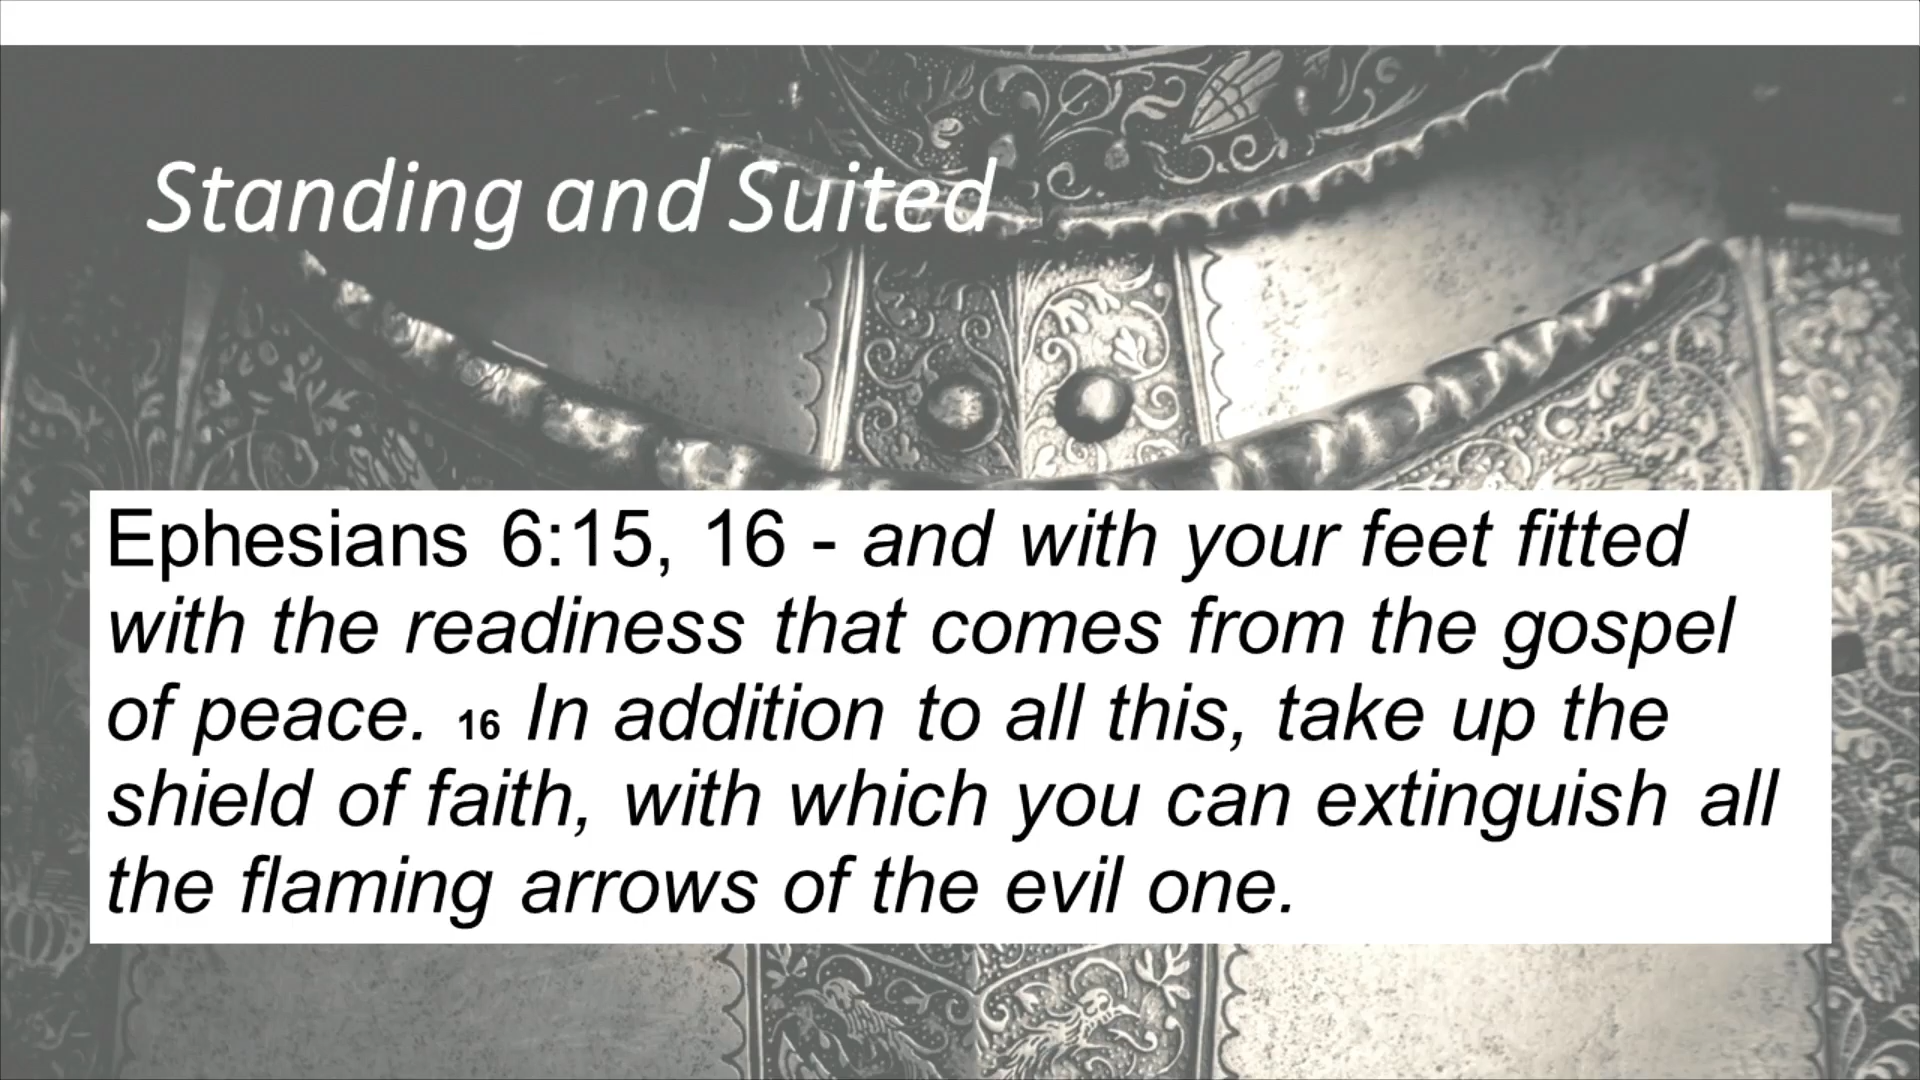 Standing and Suited
Ephesians 6:15, 16 - and with your feet fitted
with the readiness that comes from the gospel
of peace. 16 In addition to all this, take up the
shield of faith, with which you can extinguish all
the flaming arrows of the evil one.